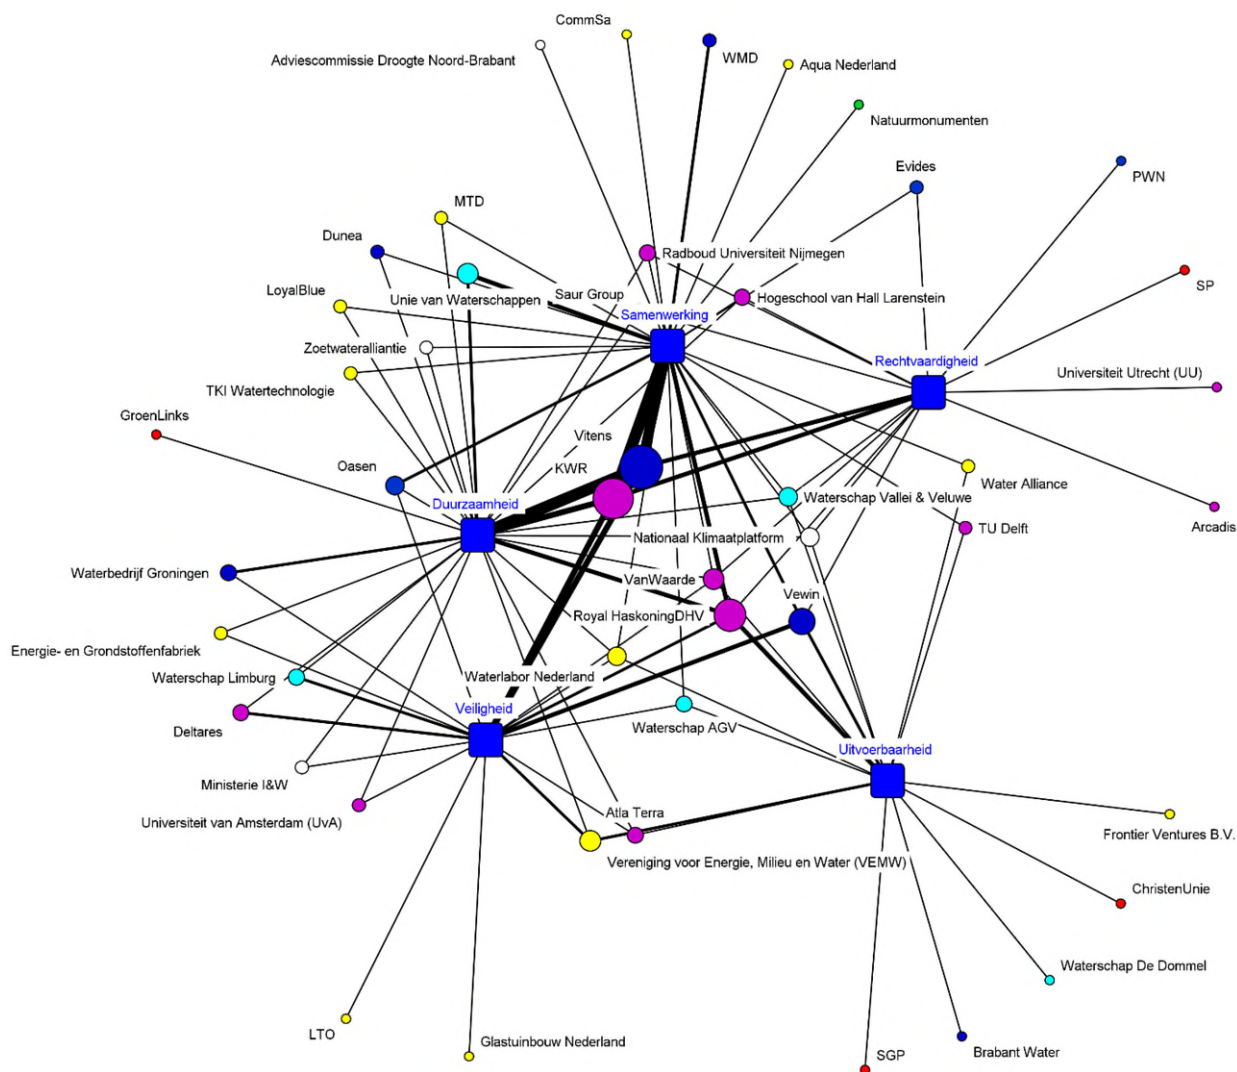 CommSa
Adviescommissie Droogte Noord-Brabant
WMD
Aqua Nederland
Natuurmonumenten
Evides
PWN
MTD
Dunea
Radboud Universiteit Nijmegen
SP
LoyalBlue
Unie van Waterschappen
Saur Group
Hogeschool van Hall Larenstein
Samenwerking
Zoetwateralliantie
Rechtvaardigheid
TKI Watertechnologie
Universiteit Utrecht (UU)
GroenLinks
Vitens
Oasen
KWR
Water Alliance
Duurzaamheid
Waterschap Vallei & Veluwe
TU Delft
Arcadis
Nationaal Klimaatplatform
Waterbedrijf Groningen
VanWaarde
Vewin
Royal HaskoningDHV
Energie- en Grondstoffenfabriek
Waterschap Limburg
Waterlabor Nederland
Veiligheid
Deltares
Waterschap AGV
Uitvoerbaarheid
Ministerie I&W
Universiteit van Amsterdam (UvA)
Atla Terra
Frontier Ventures B.V.
Vereniging voor Energie, Milieu en Water (VEMW)
ChristenUnie
Waterschap De Dommel
LTO
Glastuinbouw Nederland
SGP
Brabant Water